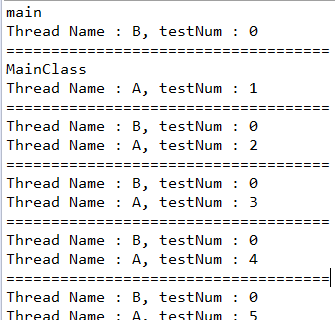 main
Thread Name : B, testNum : 0
====================================
MainClass
Thread Name : A, testNum : 1
====================================
Thread Name : B, testNum : 0
Thread Name : A, testNum : 2
====================================
Thread Name : B, testNum : 0
Thread Name : A, testNum : 3
====================================
Thread Name : B, testNum : 0
Thread Name : A, testNum : 4
====================================
Thread Name : B, testNum : 0
Thread Name : A, testNum : 5